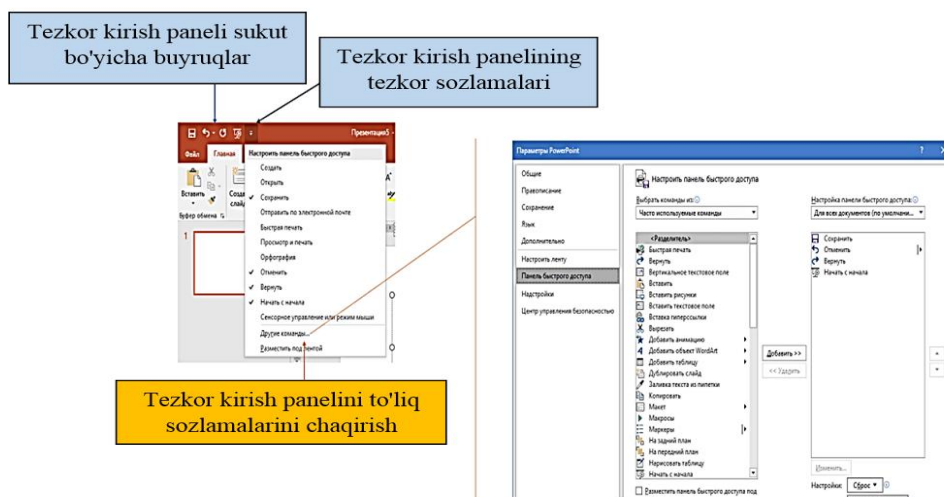 Tezkor kirish paneli sukut
bo'yicha buyruqlar
Tezkor kirish panelining
tezkor sozlamalari
Презентация5 -
Файл
Главная
Настроить панель быстрого доступа
Создать
Открыть
Сохранить
Отправить по электронной почте
Быстрая печать
Просмотр и печать
Орфография
Отменить
Вернуть
Начать с начала
Сенсорное управление или режим мыши
Другие команды...
Разместить под лентой
Вставить
Буфер обмена
1
Tezkor kirish panelini to'liq
sozlamalarini chaqirish
Параметры PowerPoint
? X
Общие
Правописание
Сохранение
Язык
Дополнительно
Настроить ленту
Панель быстрого доступа
Надстройки
Центр управления безопасностью
Настроить панель быстрого доступа
Выбрать команды из:
Часто используемые команды
<Разделитель>
Быстрая печать
Вернуть
Вертикальное текстовое поле
Вставить
Вставить рисунки
Вставить текстовое поле
Вставка гиперссылки
Вырезать
Добавить анимацию
Добавить объект WordArt
Добавить таблицу
Дублировать слайд
Заливка текста из пипетки
Копировать
Макет
Макросы
Маркеры
На задний план
На передний план
Нарисовать таблицу
Начать с начала
Разместить панель быстрого доступа под
Добавить >>
<< Удалить
Настройка панели быстрого доступа:
Для всех документов (по умолчани...
Сохранить
Отменить
Вернуть
Начать с начала
Изменить...
Настройки:
Сброс